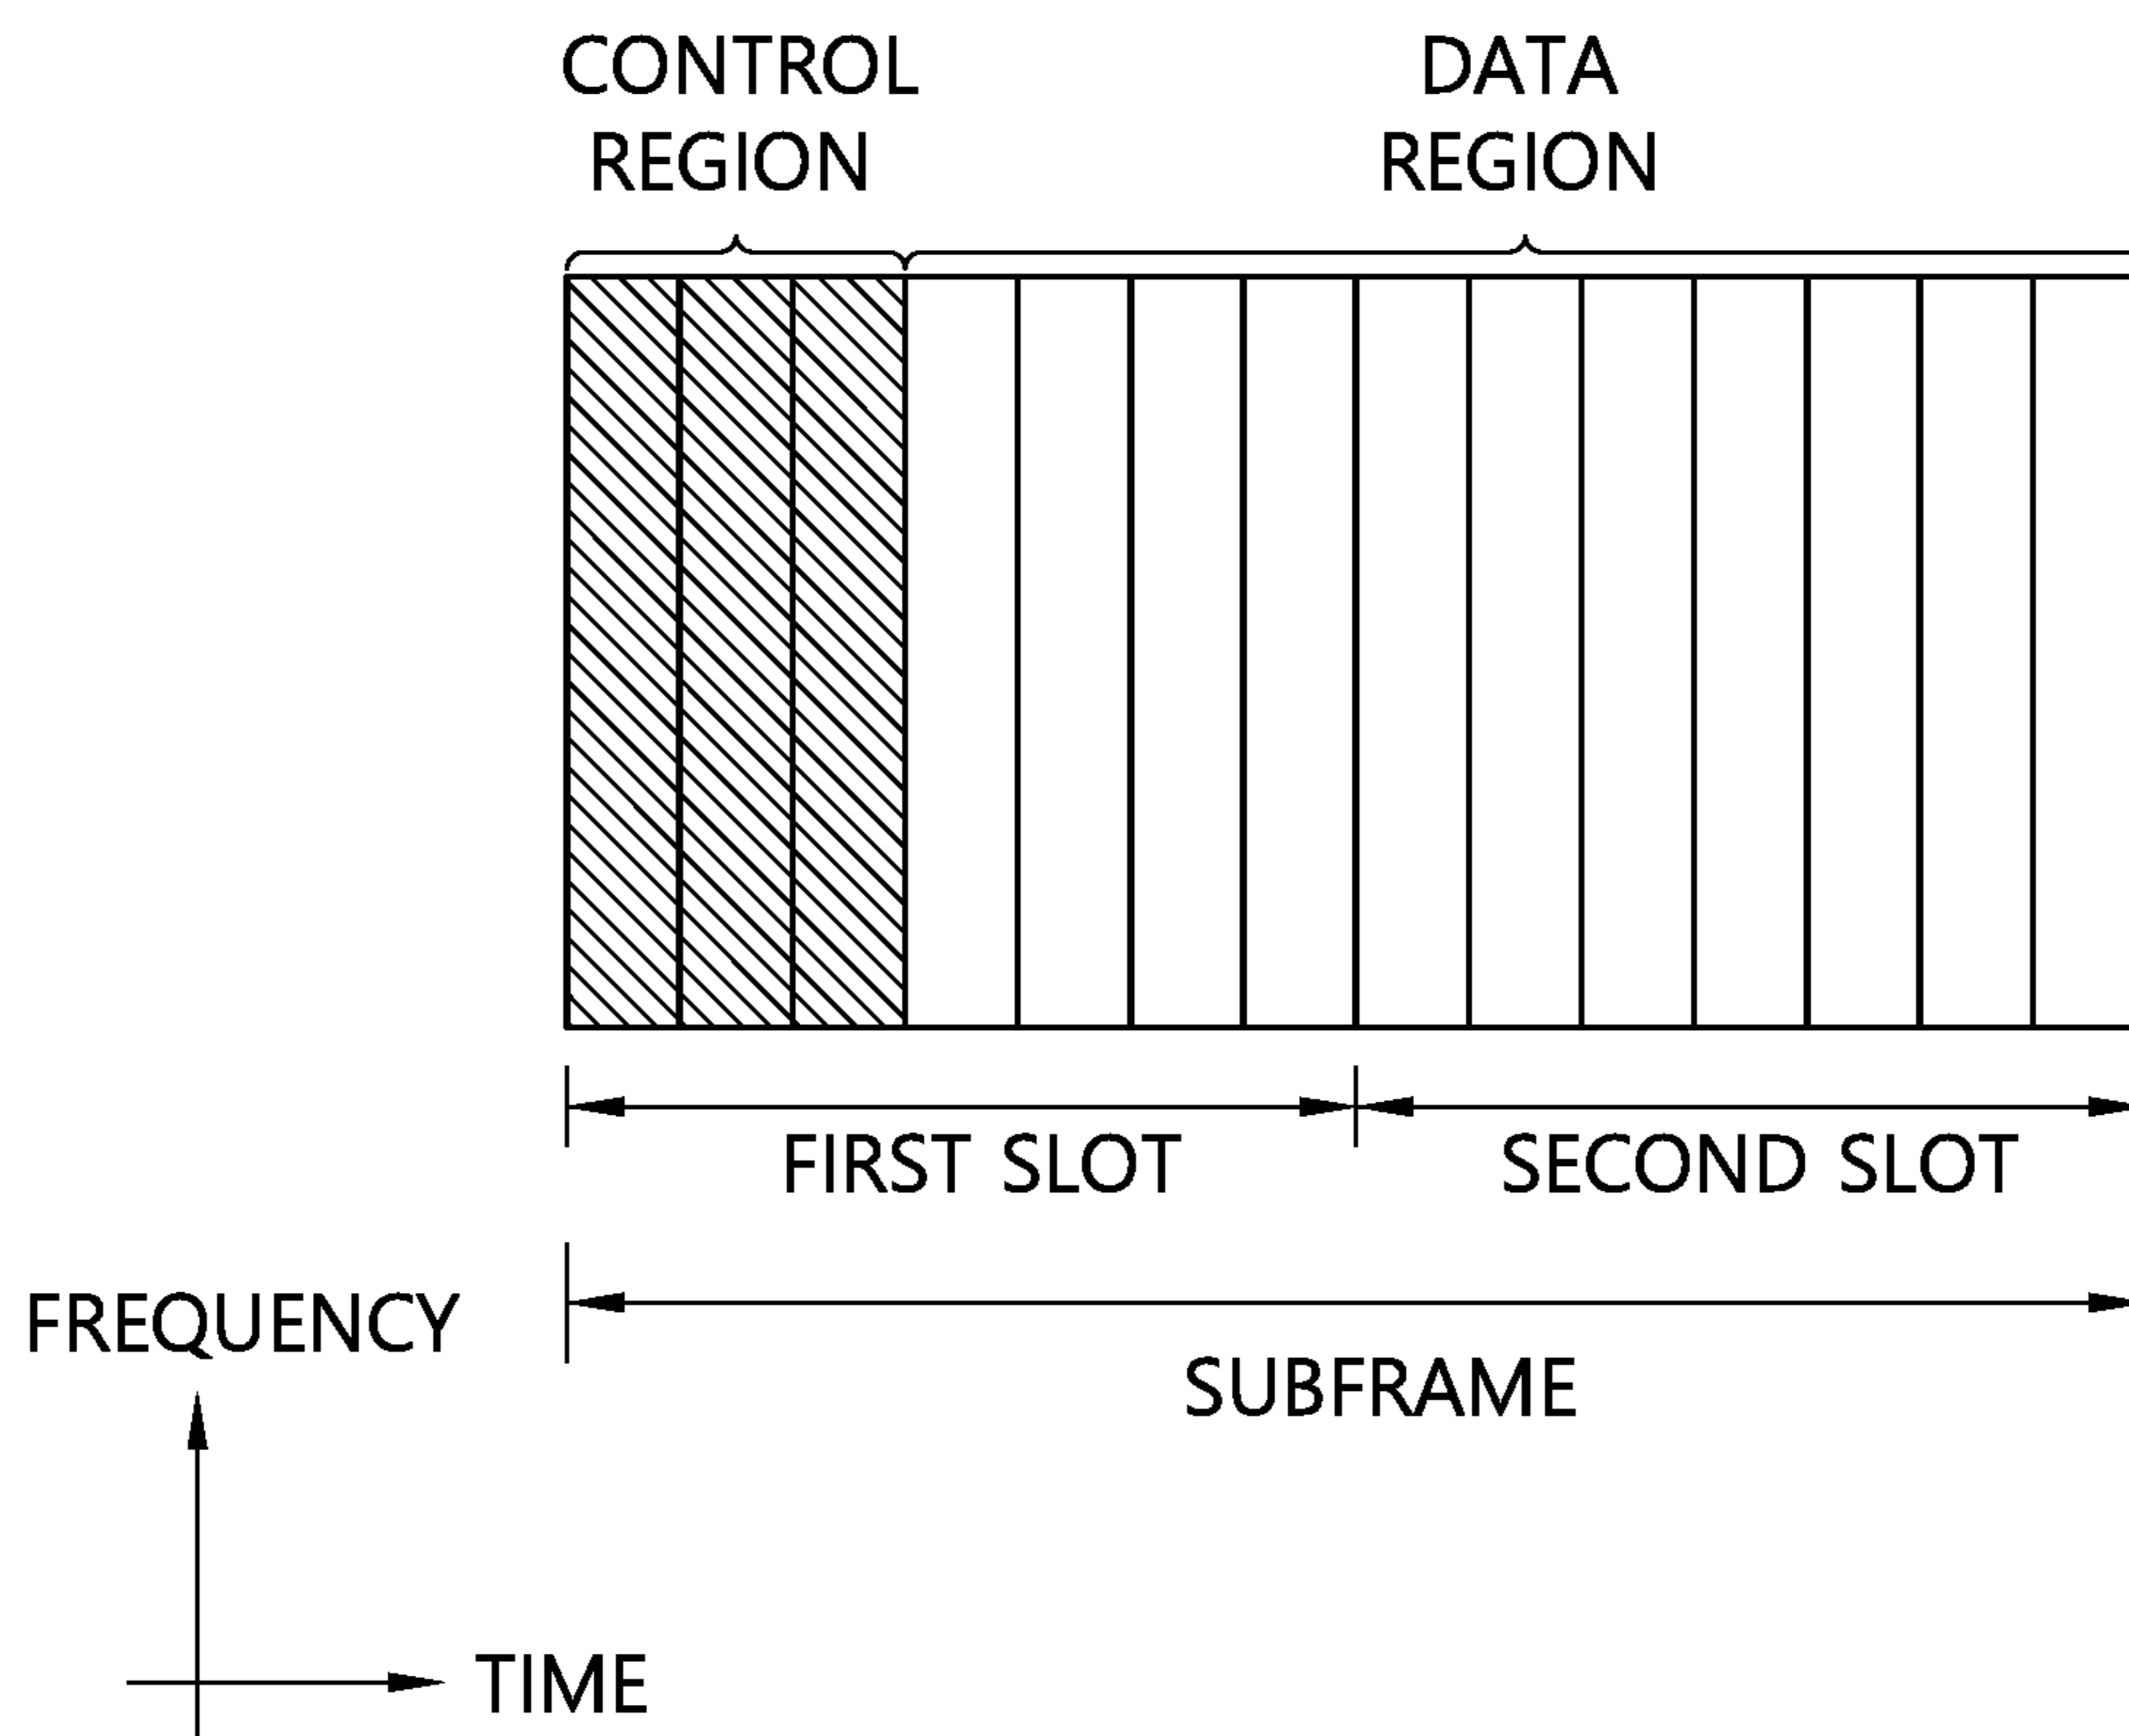 CONTROL
REGION
DATA
REGION
FIRST SLOT
SECOND SLOT
SUBFRAME
FREQUENCY
TIME